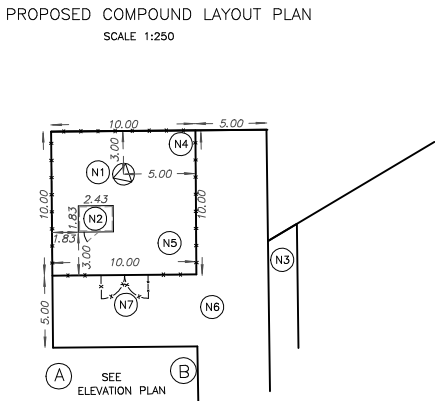 PROPOSED COMPOUND LAYOUT PLAN
SCALE 1:250
10.00
5.00
3.00
N4
N1
5.00
10.00
10.00
2.43
1.83
N2
1.83
3.00
N5
10.00
N3
N7
N6
5.00
A
SEE
ELEVATION PLAN
B